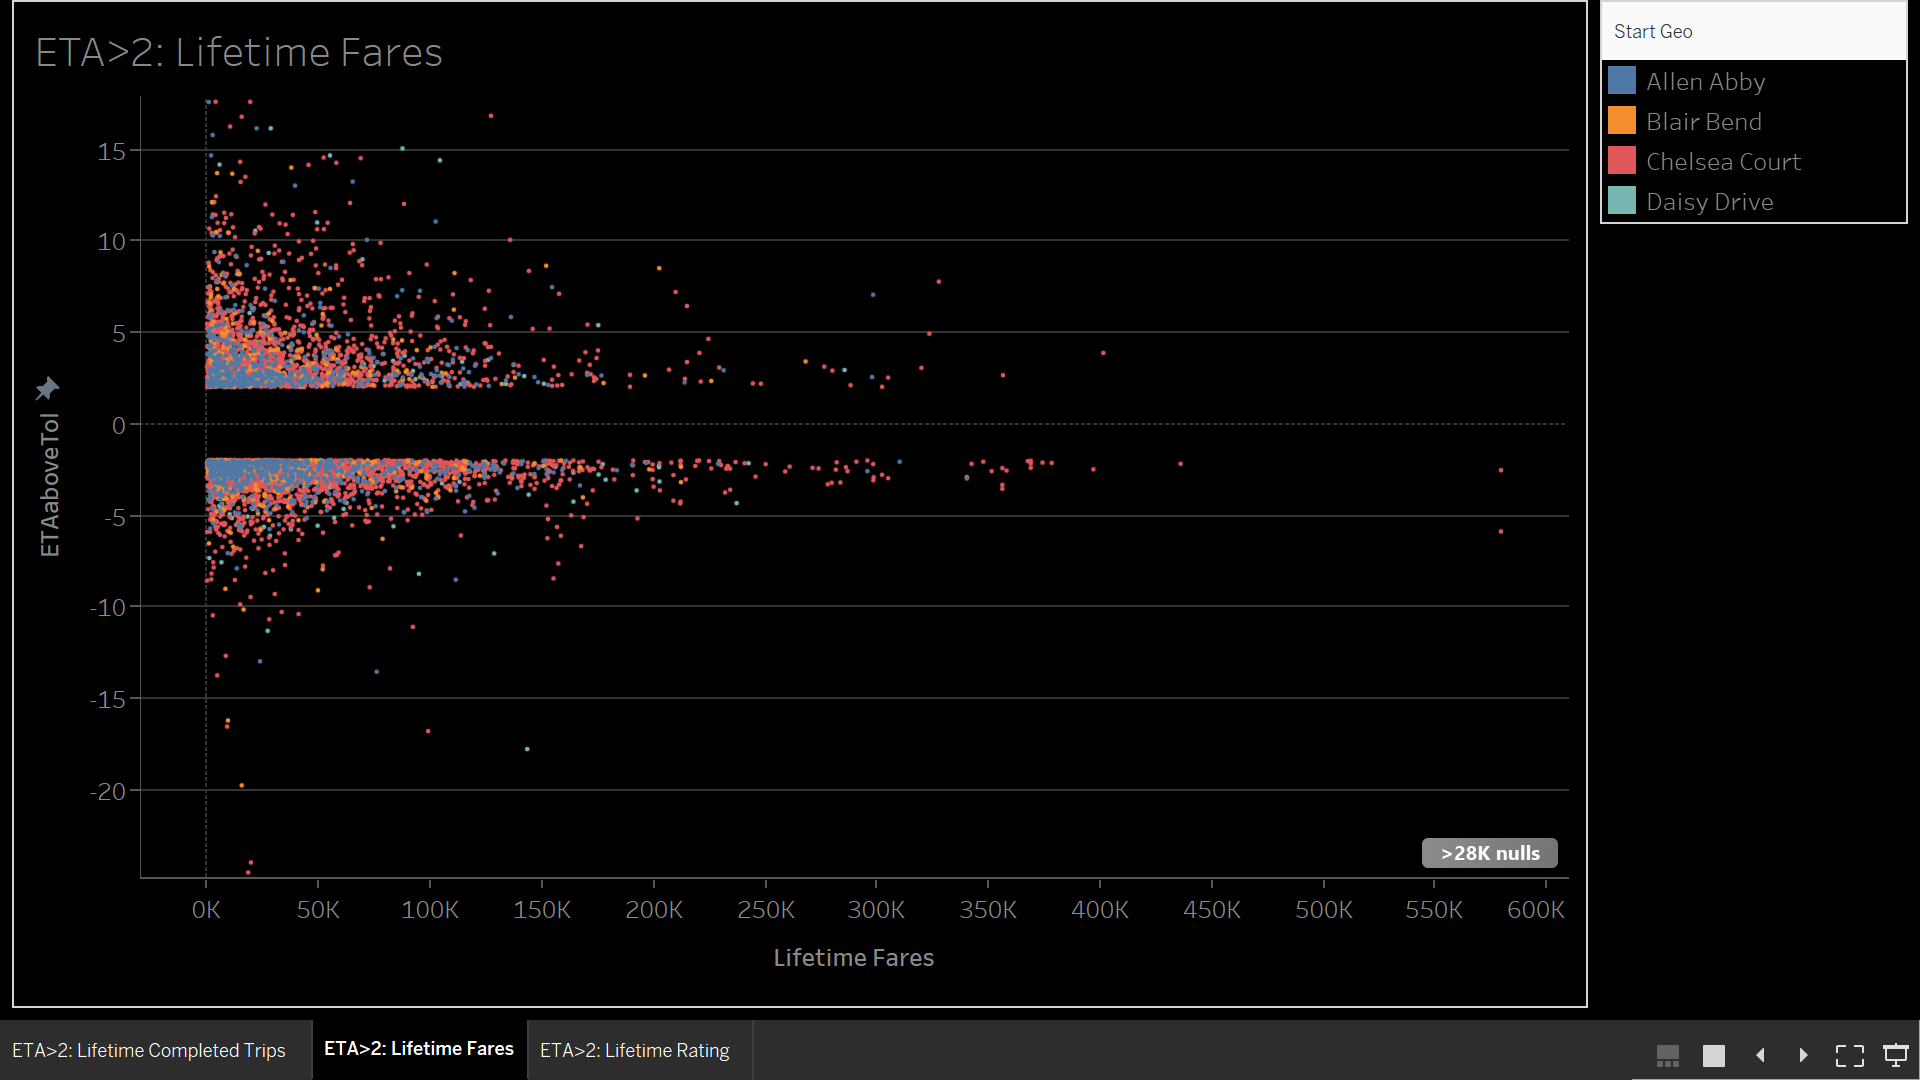 ETA>2: Lifetime Fares
Start Geo
Allen Abby
Blair Bend
Chelsea Court
Daisy Drive
15
10
5
0
-5
-10
-15
-20
ETAaboveTol
>28K nulls
0K 50K 100K 150K 200K 250K 300K 350K 400K 450K 500K 550K 600K
Lifetime Fares
ETA>2: Lifetime Completed Trips ETA>2: Lifetime Fares ETA>2: Lifetime Rating